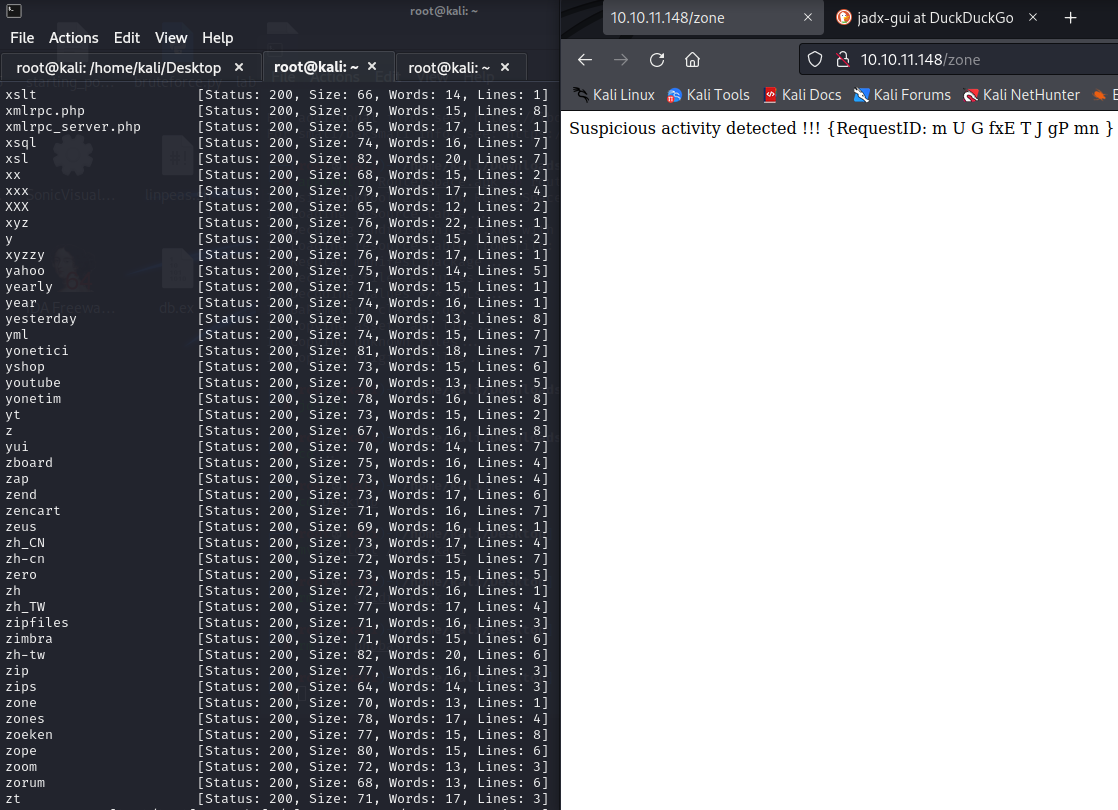 root@kali: ~
File Actions Edit View Help
root@kali: /home/kali/Desktop × root@kali: ~ × root@kali: ~ ×
xslt [Status: 200, Size: 66, Words: 14, Lines: 1]
xmlrpc.php [Status: 200, Size: 79, Words: 15, Lines: 8]
xmlrpc_server.php [Status: 200, Size: 65, Words: 17, Lines: 1]
xsql [Status: 200, Size: 74, Words: 16, Lines: 7]
xsl [Status: 200, Size: 82, Words: 20, Lines: 7]
xx [Status: 200, Size: 68, Words: 15, Lines: 2]
xxx [Status: 200, Size: 79, Words: 17, Lines: 4]
XXX [Status: 200, Size: 65, Words: 12, Lines: 2]
xyz [Status: 200, Size: 76, Words: 22, Lines: 1]
y [Status: 200, Size: 72, Words: 15, Lines: 2]
xyzzy [Status: 200, Size: 76, Words: 17, Lines: 1]
yahoo [Status: 200, Size: 75, Words: 14, Lines: 5]
yearly [Status: 200, Size: 71, Words: 15, Lines: 1]
year [Status: 200, Size: 74, Words: 16, Lines: 1]
yesterday [Status: 200, Size: 70, Words: 13, Lines: 8]
yml [Status: 200, Size: 74, Words: 15, Lines: 7]
yonetici [Status: 200, Size: 81, Words: 18, Lines: 7]
yshop [Status: 200, Size: 73, Words: 15, Lines: 6]
youtube [Status: 200, Size: 70, Words: 13, Lines: 5]
yonetim [Status: 200, Size: 78, Words: 16, Lines: 8]
yt [Status: 200, Size: 73, Words: 15, Lines: 2]
z [Status: 200, Size: 67, Words: 16, Lines: 8]
yui [Status: 200, Size: 70, Words: 14, Lines: 7]
zboard [Status: 200, Size: 75, Words: 16, Lines: 4]
zap [Status: 200, Size: 73, Words: 16, Lines: 4]
zend [Status: 200, Size: 73, Words: 17, Lines: 6]
zencart [Status: 200, Size: 71, Words: 16, Lines: 7]
zeus [Status: 200, Size: 69, Words: 16, Lines: 1]
zh_CN [Status: 200, Size: 73, Words: 17, Lines: 4]
zh-cn [Status: 200, Size: 72, Words: 15, Lines: 7]
zero [Status: 200, Size: 73, Words: 15, Lines: 5]
zh [Status: 200, Size: 72, Words: 16, Lines: 1]
zh_TW [Status: 200, Size: 77, Words: 17, Lines: 4]
zipfiles [Status: 200, Size: 71, Words: 16, Lines: 3]
zimbra [Status: 200, Size: 71, Words: 15, Lines: 6]
zh-tw [Status: 200, Size: 82, Words: 20, Lines: 6]
zip [Status: 200, Size: 77, Words: 16, Lines: 3]
zips [Status: 200, Size: 64, Words: 14, Lines: 3]
zone [Status: 200, Size: 70, Words: 13, Lines: 1]
zones [Status: 200, Size: 78, Words: 17, Lines: 4]
zoeken [Status: 200, Size: 77, Words: 15, Lines: 8]
zope [Status: 200, Size: 80, Words: 15, Lines: 6]
zoom [Status: 200, Size: 72, Words: 13, Lines: 3]
zorum [Status: 200, Size: 68, Words: 13, Lines: 6]
zt [Status: 200, Size: 71, Words: 17, Lines: 3]
10.10.11.148/zone × jadx-gui at DuckDuckGo × +
10.10.11.148/zone
Kali Linux Kali Tools Kali Docs Kali Forums Kali NetHunter E
Suspicious activity detected !!! {RequestID: m U G fxE T J gP mn }